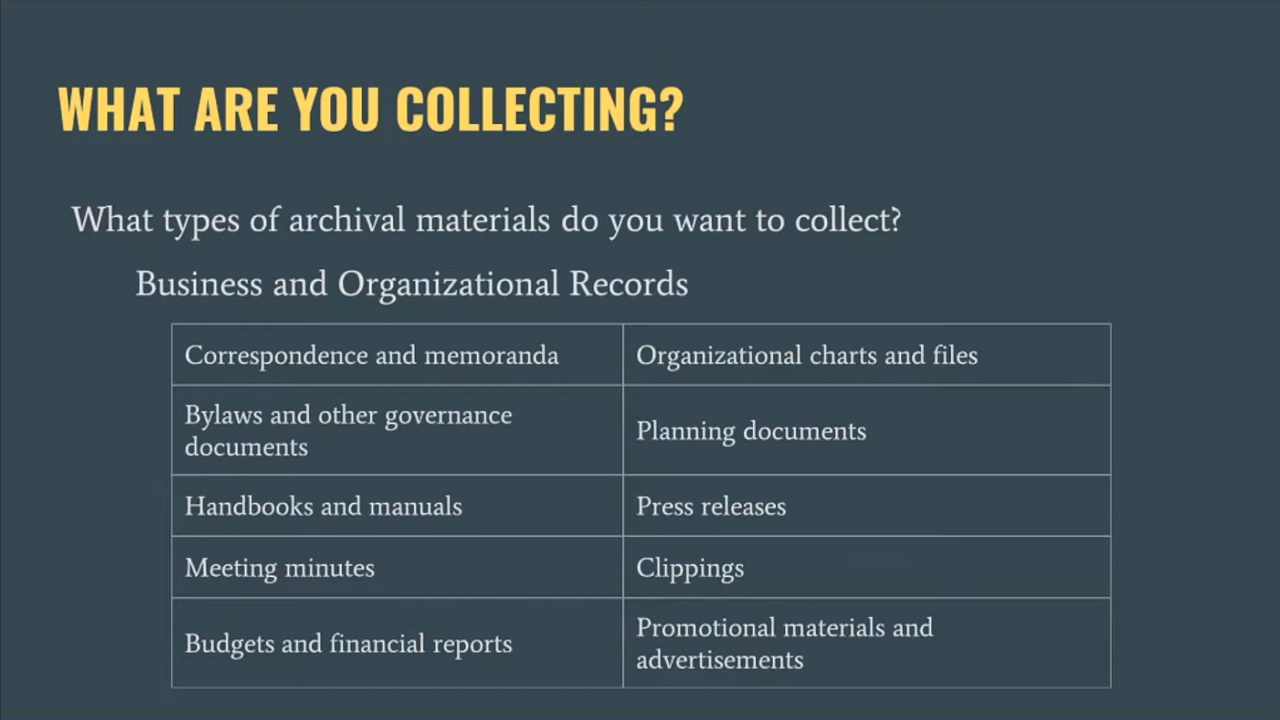 WHAT ARE YOU COLLECTING?
What types of archival materials do you want to collect?
Business and Organizational Records
Correspondence and memoranda
Organizational charts and files
Bylaws and other governance
documents
Planning documents
Handbooks and manuals
Press releases
Meeting minutes
Clippings
Budgets and financial reports
Promotional materials and
advertisements